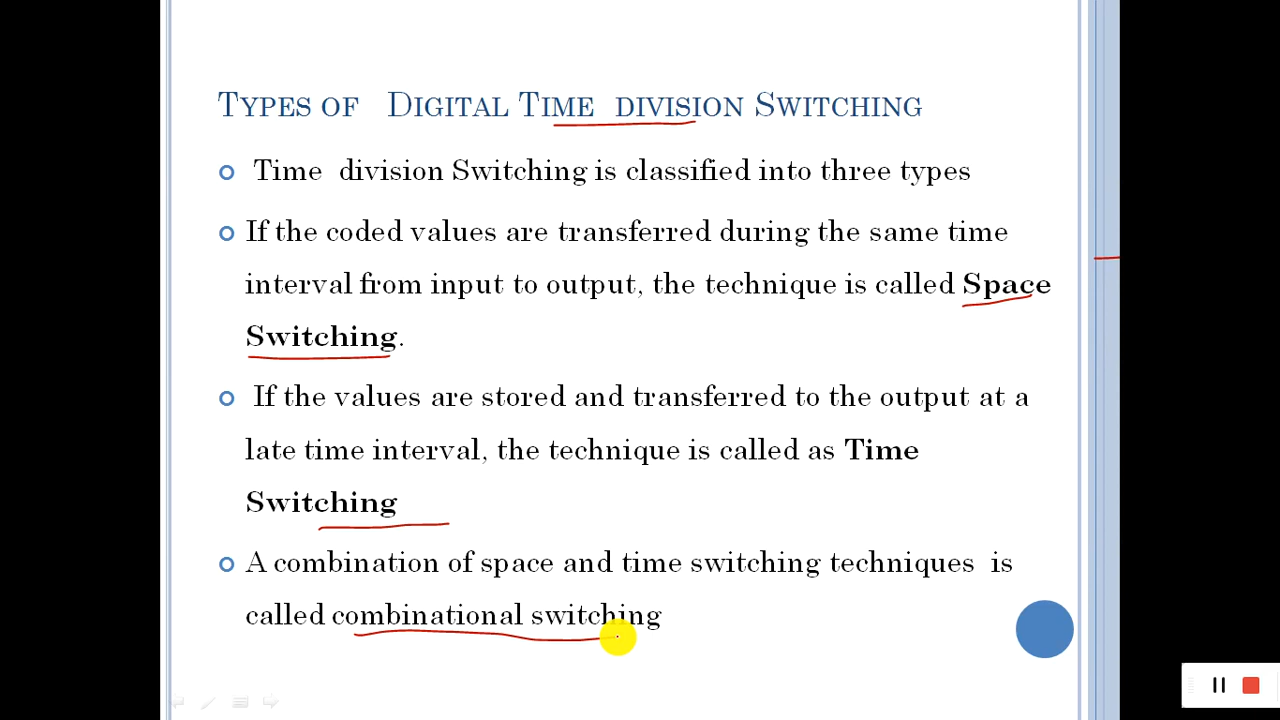 Types of Digital Time division Switching
Time division Switching is classified into three types
If the coded values are transferred during the same time
interval from input to output, the technique is called Space
Switching.
If the values are stored and transferred to the output at a
late time interval, the technique is called as Time
Switching
A combination of space and time switching techniques is
called combinational switching